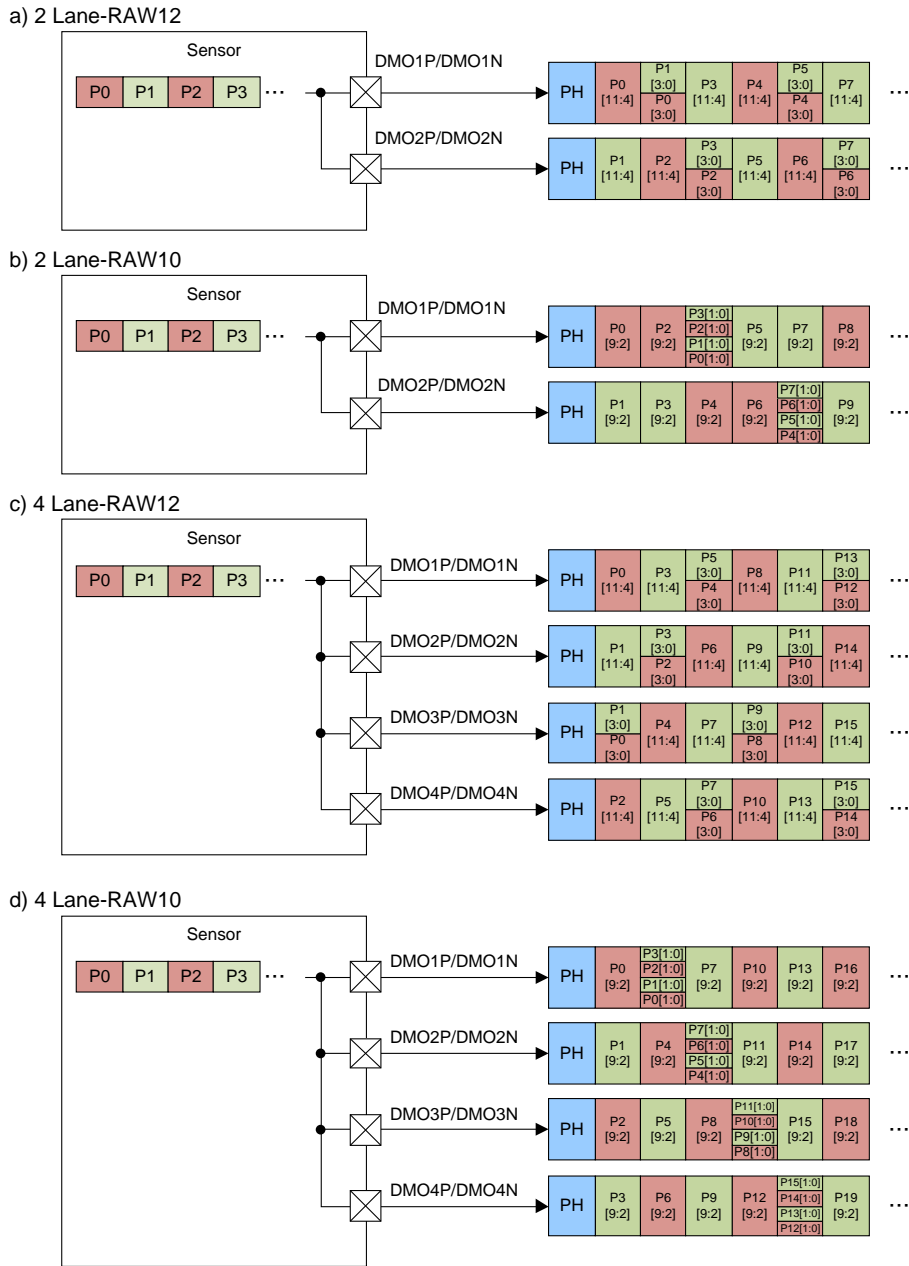 a) 2 Lane-RAW12
Sensor
P0 P1 P2 P3 ···
DMO1P/DMO1N
PH
P0 [11:4]
P1 [3:0]
P0 [3:0]
P3 [11:4]
P4 [11:4]
P5 [3:0]
P4 [3:0]
P7 [11:4]
···
DMO2P/DMO2N
PH
P1 [11:4]
P2 [11:4]
P3 [3:0]
P2 [3:0]
P5 [11:4]
P6 [11:4]
P7 [3:0]
P6 [3:0]
···
b) 2 Lane-RAW10
Sensor
P0 P1 P2 P3 ···
DMO1P/DMO1N
PH
P0 [9:2]
P2 [9:2]
P3[1:0]
P2[1:0]
P1[1:0]
P0[1:0]
P5 [9:2]
P7 [9:2]
P8 [9:2]
···
DMO2P/DMO2N
PH
P1 [9:2]
P3 [9:2]
P4 [9:2]
P6 [9:2]
P7[1:0]
P6[1:0]
P5[1:0]
P4[1:0]
P9 [9:2]
···
c) 4 Lane-RAW12
Sensor
P0 P1 P2 P3 ···
DMO1P/DMO1N
PH
P0 [11:4]
P3 [11:4]
P5 [3:0]
P4 [3:0]
P8 [11:4]
P11 [11:4]
P13 [3:0]
P12 [3:0]
···
DMO2P/DMO2N
PH
P1 [11:4]
P3 [3:0]
P2 [3:0]
P6 [11:4]
P9 [11:4]
P11 [3:0]
P10 [3:0]
P14 [11:4]
···
DMO3P/DMO3N
PH
P1 [3:0]
P0 [3:0]
P4 [11:4]
P7 [11:4]
P9 [3:0]
P8 [3:0]
P12 [11:4]
P15 [11:4]
···
DMO4P/DMO4N
PH
P2 [11:4]
P5 [11:4]
P7 [3:0]
P6 [3:0]
P10 [11:4]
P13 [11:4]
P15 [3:0]
P14 [3:0]
···
d) 4 Lane-RAW10
Sensor
P0 P1 P2 P3 ···
DMO1P/DMO1N
PH
P0 [9:2]
P3[1:0]
P2[1:0]
P1[1:0]
P0[1:0]
P7 [9:2]
P10 [9:2]
P13 [9:2]
P16 [9:2]
···
DMO2P/DMO2N
PH
P1 [9:2]
P4 [9:2]
P7[1:0]
P6[1:0]
P5[1:0]
P4[1:0]
P11 [9:2]
P14 [9:2]
P17 [9:2]
···
DMO3P/DMO3N
PH
P2 [9:2]
P5 [9:2]
P8 [9:2]
P11[1:0]
P10[1:0]
P9[1:0]
P8[1:0]
P15 [9:2]
P18 [9:2]
···
DMO4P/DMO4N
PH
P3 [9:2]
P6 [9:2]
P9 [9:2]
P12 [9:2]
P15[1:0]
P14[1:0]
P13[1:0]
P12[1:0]
P19 [9:2]
···